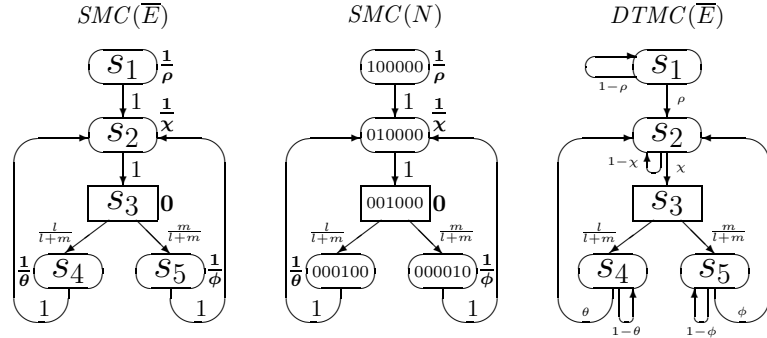 SMC(E̅) SMC(N) DTMC(E̅)
s₁ 1/ρ 100000 1/ρ s₁
1−ρ
1 1 ρ
1/χ 1/χ
s₂ 010000 s₂
1 1 1−χ χ
s₃ 0 001000 0 s₃
l/(l+m) m/(l+m) l/(l+m) m/(l+m) l/(l+m) m/(l+m)
1/θ s₄ s₅ 1/ϕ 1/θ 000100 000010 1/ϕ s₄ s₅
1 1 1 1 θ ϕ
1−θ 1−ϕ